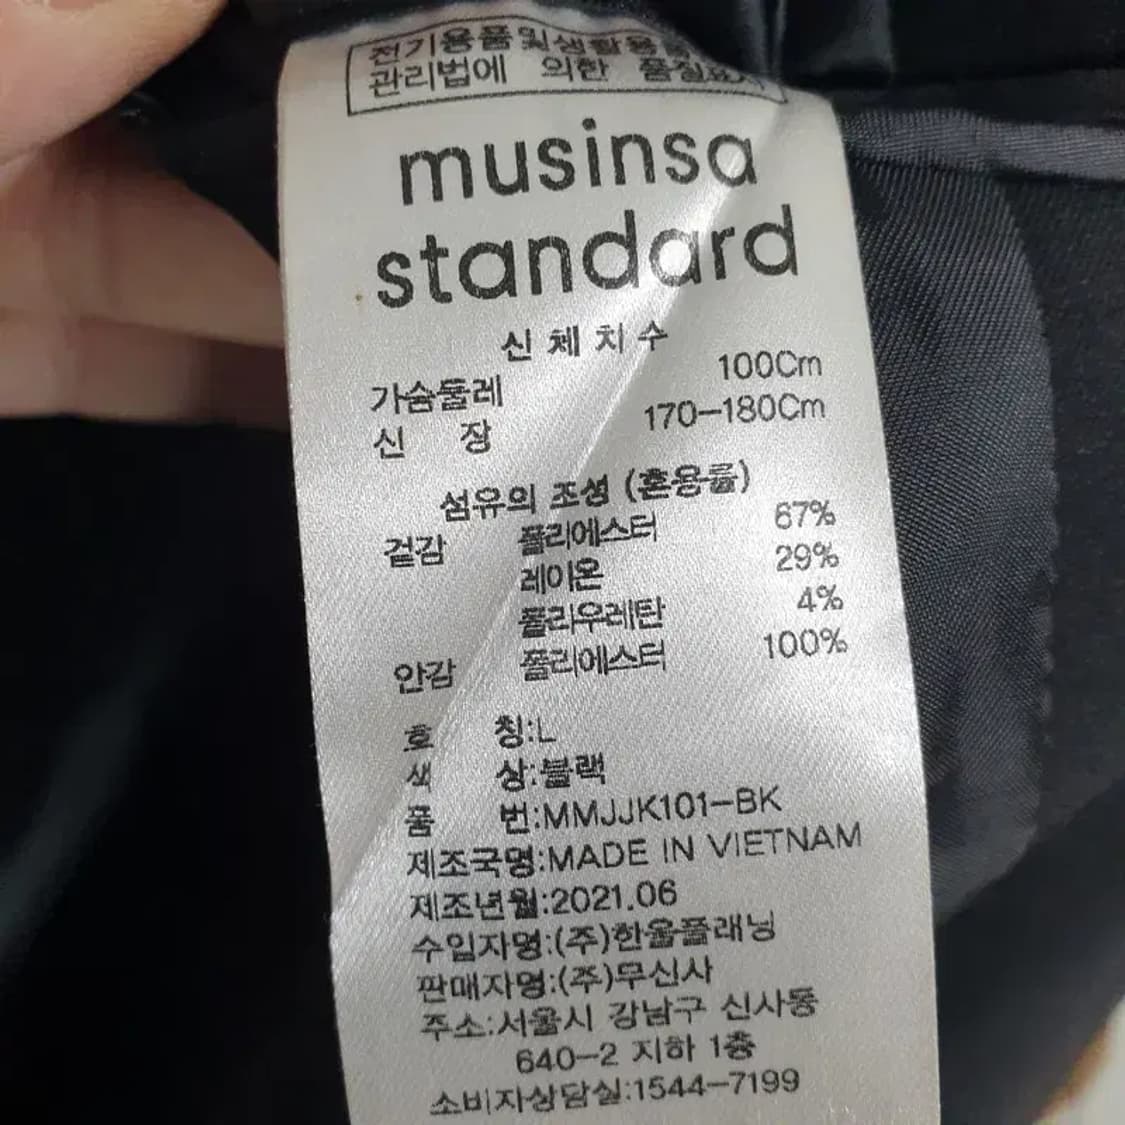 전기용품및생활용품
관리법에 의한 품질표시
musinsa
standard
신체치수
가슴둘레 100Cm
신 장 170-180Cm
섬유의 조성 (혼용률)
겉감 폴리에스터 67%
레이온 29%
폴리우레탄 4%
안감 폴리에스터 100%
호 칭:L
색 상:블랙
품 번:MMJJK101-BK
제조국명:MADE IN VIETNAM
제조년월:2021.06
수입자명:(주)한울플래닝
판매자명:(주)무신사
주소:서울시 강남구 신사동
640-2 지하 1층
소비자상담실:1544-7199